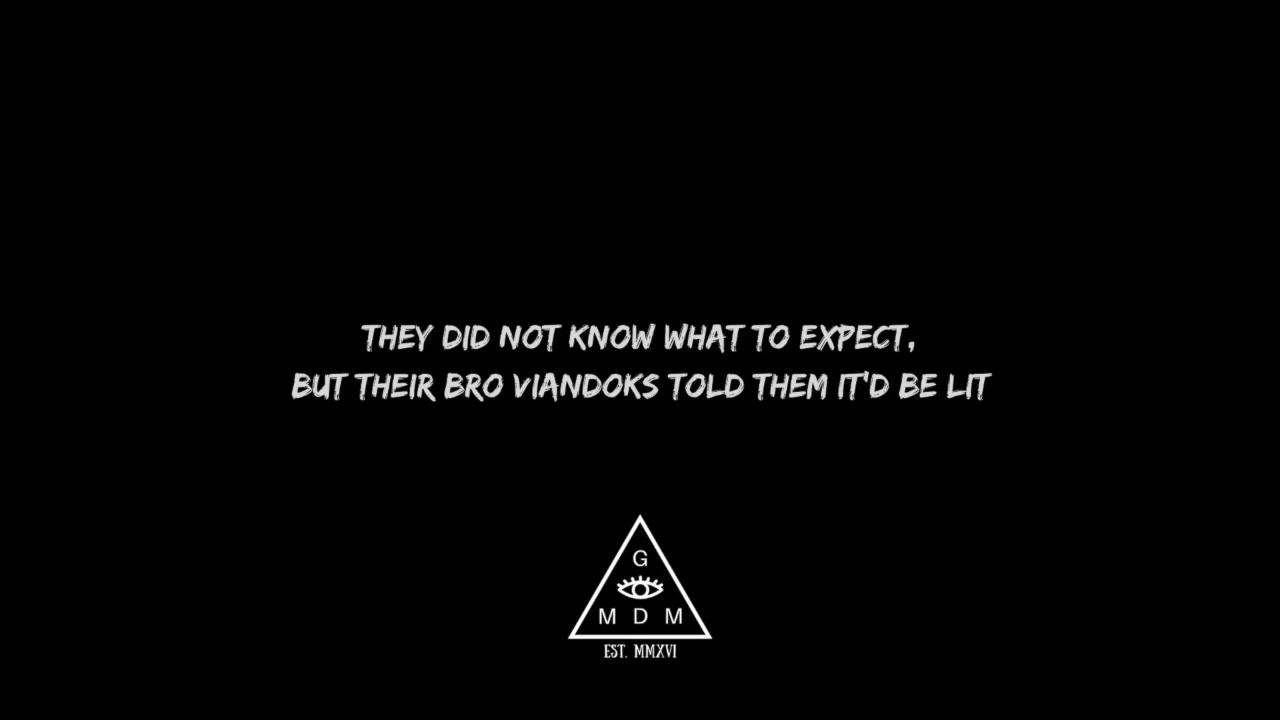 THEY DID NOT KNOW WHAT TO EXPECT,
BUT THEIR BRO VIANDOKS TOLD THEM IT'D BE LIT
G
M D M
EST. MMXVI